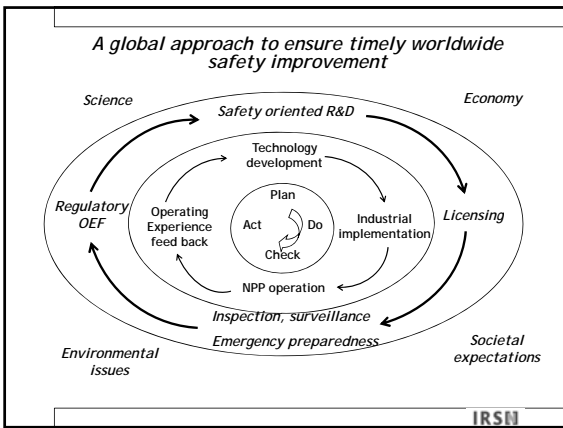 A global approach to ensure timely worldwide
safety improvement
Science
Economy
Safety oriented R&D
Technology
development
Plan
Regulatory
OEF
Operating
Experience
feed back
Act
Do
Industrial
implementation
Licensing
Check
NPP operation
Inspection, surveillance
Emergency preparedness
Environmental
issues
Societal
expectations
IRSN